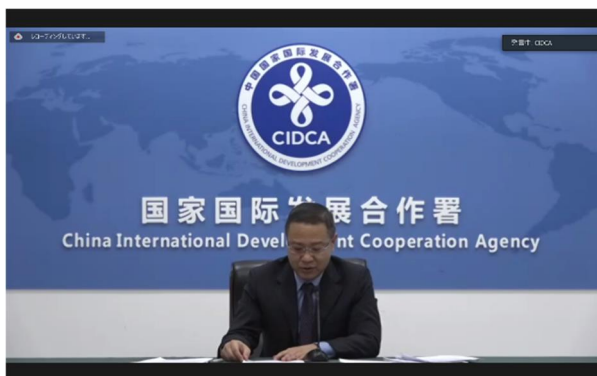 レコーディングしています...
CIDCA
中国国家国际发展合作署
CIDCA
CHINA INTERNATIONAL DEVELOPMENT COOPERATION AGENCY
国家国际发展合作署
China International Devel nt Cooperation Agency